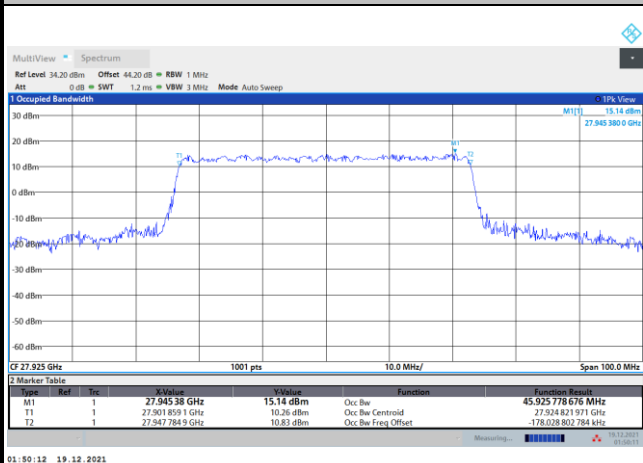 MultiView Spectrum
Ref Level 34.20 dBm Offset 44.20 dB RBW 1 MHz
Att 0 dB SWT 1.2 ms VBW 3 MHz Mode Auto Sweep
1 Occupied Bandwidth 1Pk View
M1[1] 15.14 dBm
27.945 380 0 GHz
30 dBm
20 dBm
M1
T1 T2
10 dBm
0 dBm
-10 dBm
-20 dBm
-30 dBm
-40 dBm
-50 dBm
-60 dBm
CF 27.925 GHz 1001 pts 10.0 MHz/ Span 100.0 MHz
2 Marker Table
Type Ref Trc X-Value Y-Value Function Function Result
M1 1 27.945 38 GHz 15.14 dBm Occ Bw 45.925 778 676 MHz
T1 1 27.901 859 1 GHz 10.26 dBm Occ Bw Centroid 27.924 821 971 GHz
T2 1 27.947 784 9 GHz 10.83 dBm Occ Bw Freq Offset -178.028 802 784 kHz
Measuring... 19.12.2021
01:50:11
01:50:12 19.12.2021